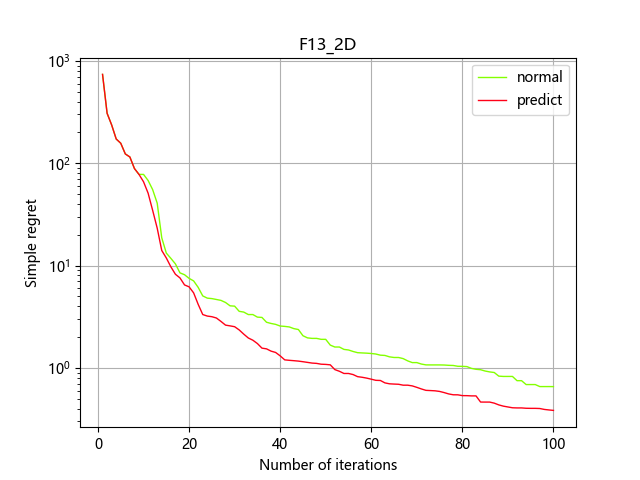 F13_2D
normal
predict
Simple regret
10³
10²
10¹
10⁰
0 20 40 60 80 100
Number of iterations